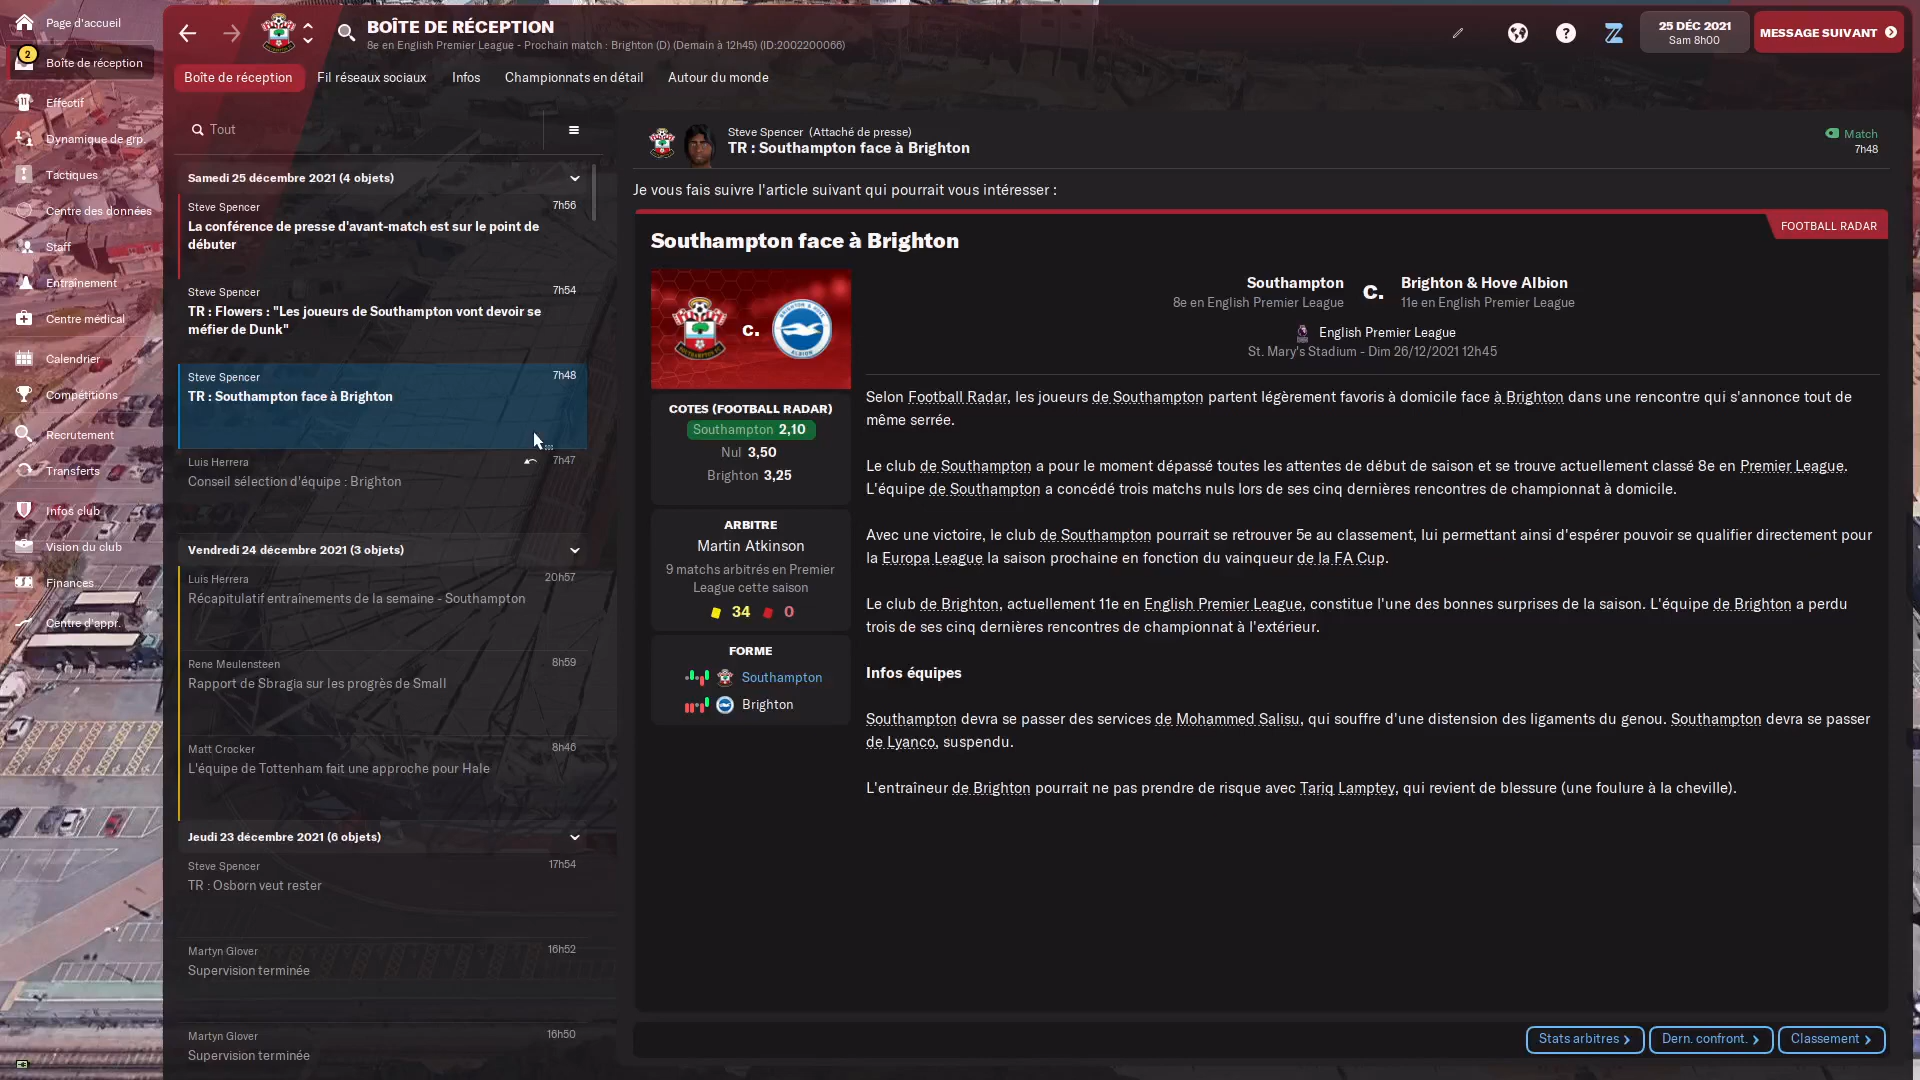 Page d'accueil
2
Boîte de réception
Effectif
Dynamique de grp.
Tactiques
Centre des données
Staff
Entraînement
Centre médical
Calendrier
Compétitions
Recrutement
Transferts
Infos club
Vision du club
Finances
Centre d'appr.
BOÎTE DE RÉCEPTION
8e en English Premier League - Prochain match : Brighton (D) (Demain à 12h45) (ID:2002200066)
25 DÉC 2021
Sam 8h00
MESSAGE SUIVANT
Boîte de réception Fil réseaux sociaux Infos Championnats en détail Autour du monde
Tout
Samedi 25 décembre 2021 (4 objets)
Steve Spencer 7h56
La conférence de presse d'avant-match est sur le point de
débuter
Steve Spencer 7h54
TR : Flowers : "Les joueurs de Southampton vont devoir se
méfier de Dunk"
Steve Spencer 7h48
TR : Southampton face à Brighton
Luis Herrera 7h47
Conseil sélection d'équipe : Brighton
Vendredi 24 décembre 2021 (3 objets)
Luis Herrera 20h57
Récapitulatif entraînements de la semaine - Southampton
Rene Meulensteen 8h59
Rapport de Sbragia sur les progrès de Small
Matt Crocker 8h46
L'équipe de Tottenham fait une approche pour Hale
Jeudi 23 décembre 2021 (6 objets)
Steve Spencer 17h54
TR : Osborn veut rester
Martyn Glover 16h52
Supervision terminée
Martyn Glover 16h50
Supervision terminée
Steve Spencer (Attaché de presse)
TR : Southampton face à Brighton
Match
7h48
Je vous fais suivre l'article suivant qui pourrait vous intéresser :
FOOTBALL RADAR
Southampton face à Brighton
c.
COTES (FOOTBALL RADAR)
Southampton 2,10
Nul 3,50
Brighton 3,25
ARBITRE
Martin Atkinson
9 matchs arbitrés en Premier
League cette saison
34 0
FORME
Southampton
Brighton
Southampton c. Brighton & Hove Albion
8e en English Premier League 11e en English Premier League
English Premier League
St. Mary's Stadium - Dim 26/12/2021 12h45
Selon Football Radar, les joueurs de Southampton partent légèrement favoris à domicile face à Brighton dans une rencontre qui s'annonce tout de
même serrée.
Le club de Southampton a pour le moment dépassé toutes les attentes de début de saison et se trouve actuellement classé 8e en Premier League.
L'équipe de Southampton a concédé trois matchs nuls lors de ses cinq dernières rencontres de championnat à domicile.
Avec une victoire, le club de Southampton pourrait se retrouver 5e au classement, lui permettant ainsi d'espérer pouvoir se qualifier directement pour
la Europa League la saison prochaine en fonction du vainqueur de la FA Cup.
Le club de Brighton, actuellement 11e en English Premier League, constitue l'une des bonnes surprises de la saison. L'équipe de Brighton a perdu
trois de ses cinq dernières rencontres de championnat à l'extérieur.
Infos équipes
Southampton devra se passer des services de Mohammed Salisu, qui souffre d'une distension des ligaments du genou. Southampton devra se passer
de Lyanco, suspendu.
L'entraîneur de Brighton pourrait ne pas prendre de risque avec Tariq Lamptey, qui revient de blessure (une foulure à la cheville).
Stats arbitres Dern. confront. Classement